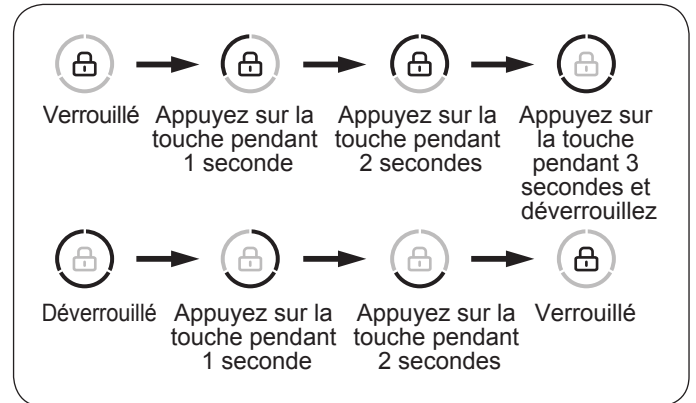 Verrouillé
Appuyez sur la
touche pendant
1 seconde
Appuyez sur la
touche pendant
2 secondes
Appuyez sur
la touche
pendant 3
secondes et
déverrouillez
Déverrouillé
Appuyez sur la
touche pendant
1 seconde
Appuyez sur la
touche pendant
2 secondes
Verrouillé